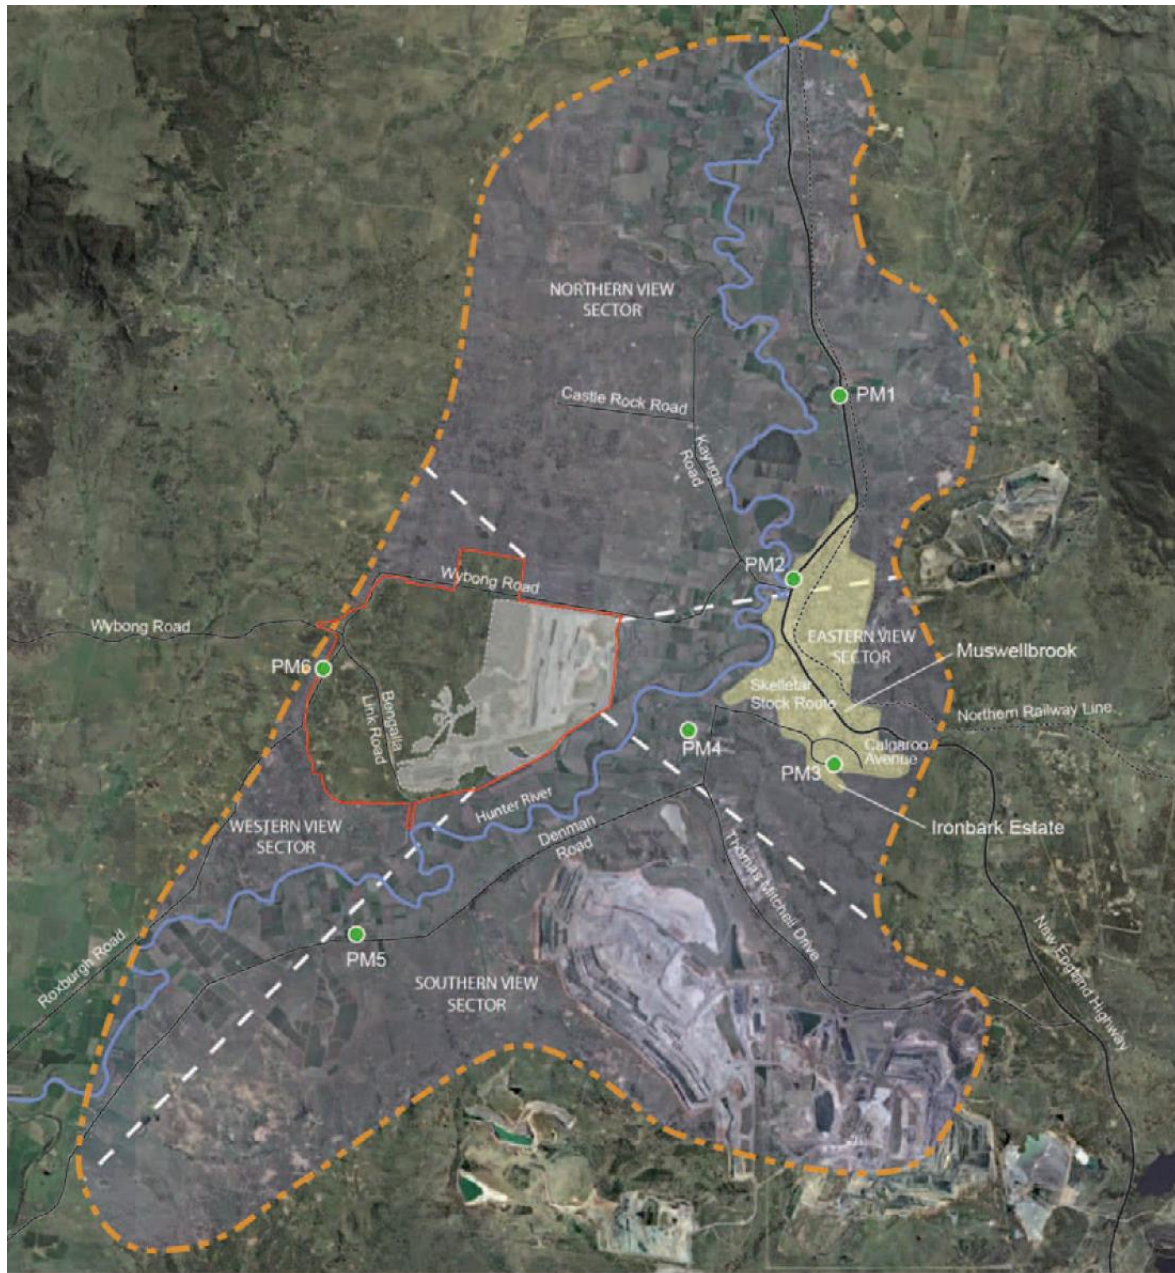 NORTHERN VIEW
SECTOR
PM1
Castle Rock Road
Kayuga
Road
PM2
Wybong Road
Wybong Road
EASTERN VIEW
SECTOR
Muswellbrook
PM6
Skelletar
Stock Route
Bengalla
Link Road
Northern Railway Line
PM4
Calgaroo
Avenue
PM3
Hunter River
Ironbark Estate
WESTERN VIEW
SECTOR
Denman
Road
Thomas Mitchell Drive
PM5
Roxburgh Road
New England Highway
SOUTHERN VIEW
SECTOR